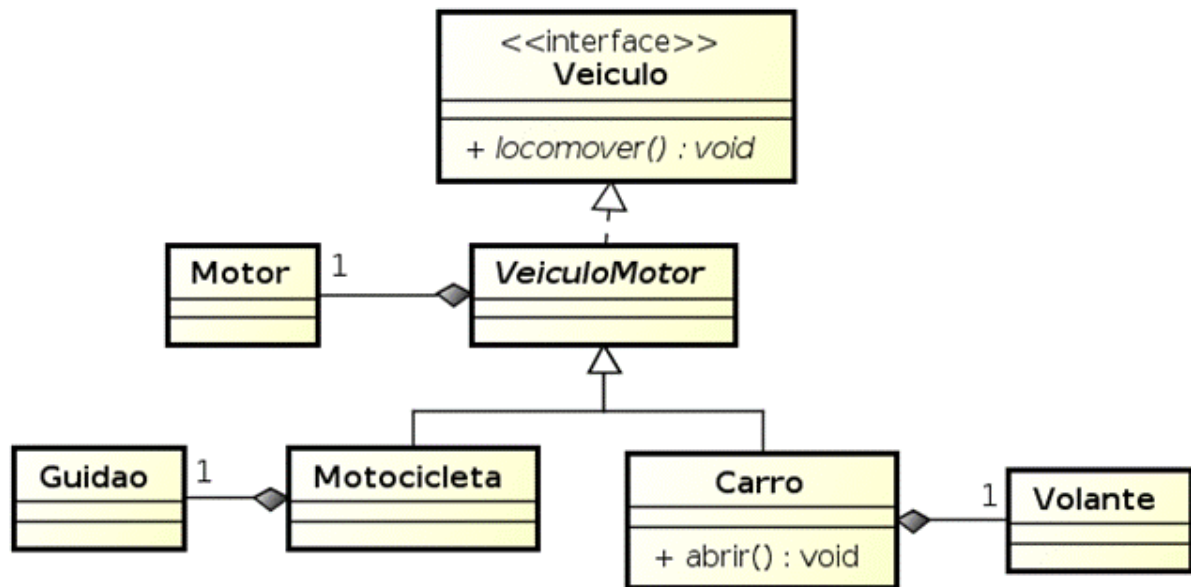 <<interface>>
Veiculo
+ locomover() : void
Motor
1
VeiculoMotor
Guidao
1
Motocicleta
Carro
+ abrir() : void
1
Volante